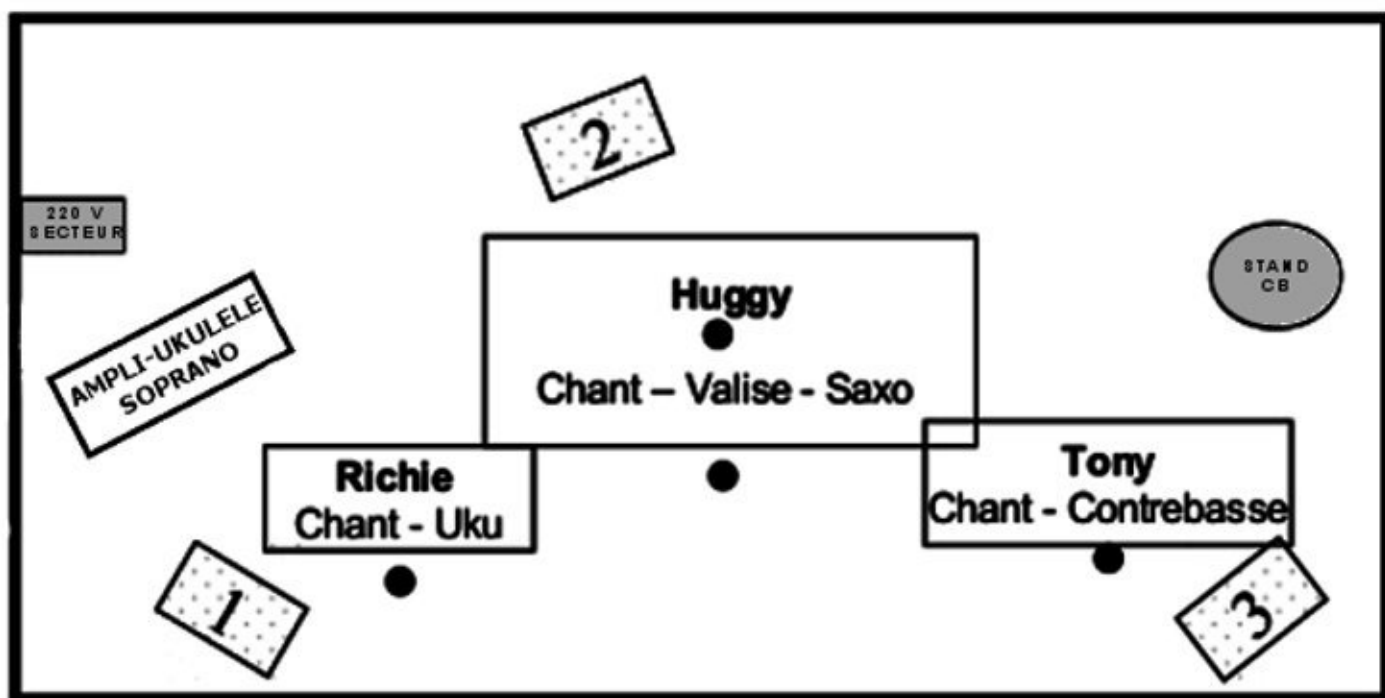 2
220 V
SECTEUR
STAND
CB
AMPLI-UKULELE
SOPRANO
Huggy
Chant – Valise - Saxo
Richie
Chant - Uku
Tony
Chant - Contrebasse
1
3